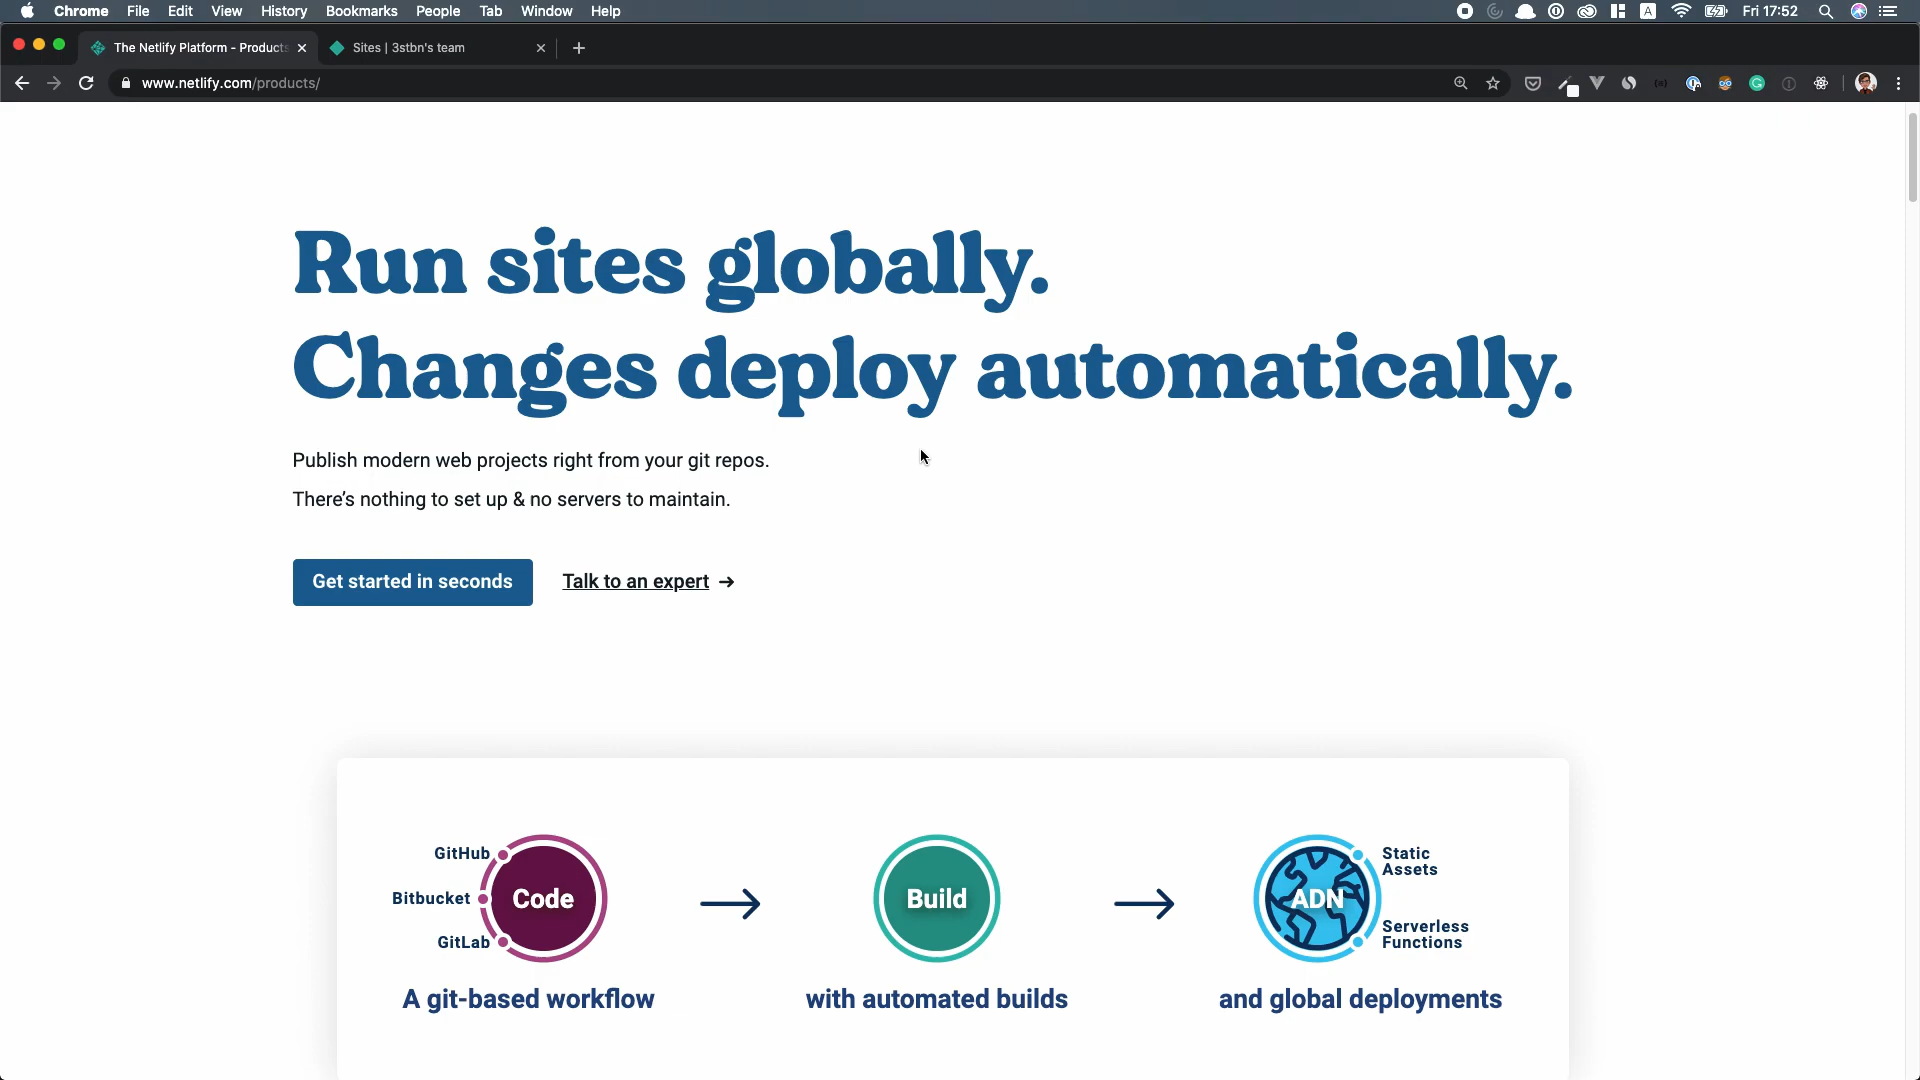 Chrome File Edit View History Bookmarks People Tab Window Help
A
Fri 17:52
The Netlify Platform - Products
Sites | 3stbn's team
www.netlify.com/products/
Run sites globally.
Changes deploy automatically.
Publish modern web projects right from your git repos.
There’s nothing to set up & no servers to maintain.
Get started in seconds
Talk to an expert →
GitHub
Bitbucket
GitLab
Code
A git-based workflow
Build
with automated builds
ADN
Static
Assets
Serverless
Functions
and global deployments